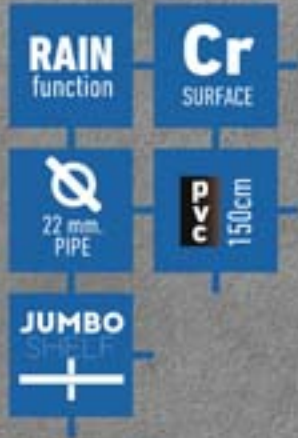 RAIN
function
Cr
SURFACE
22 mm.
PIPE
pvc
150cm
JUMBO
SHELF